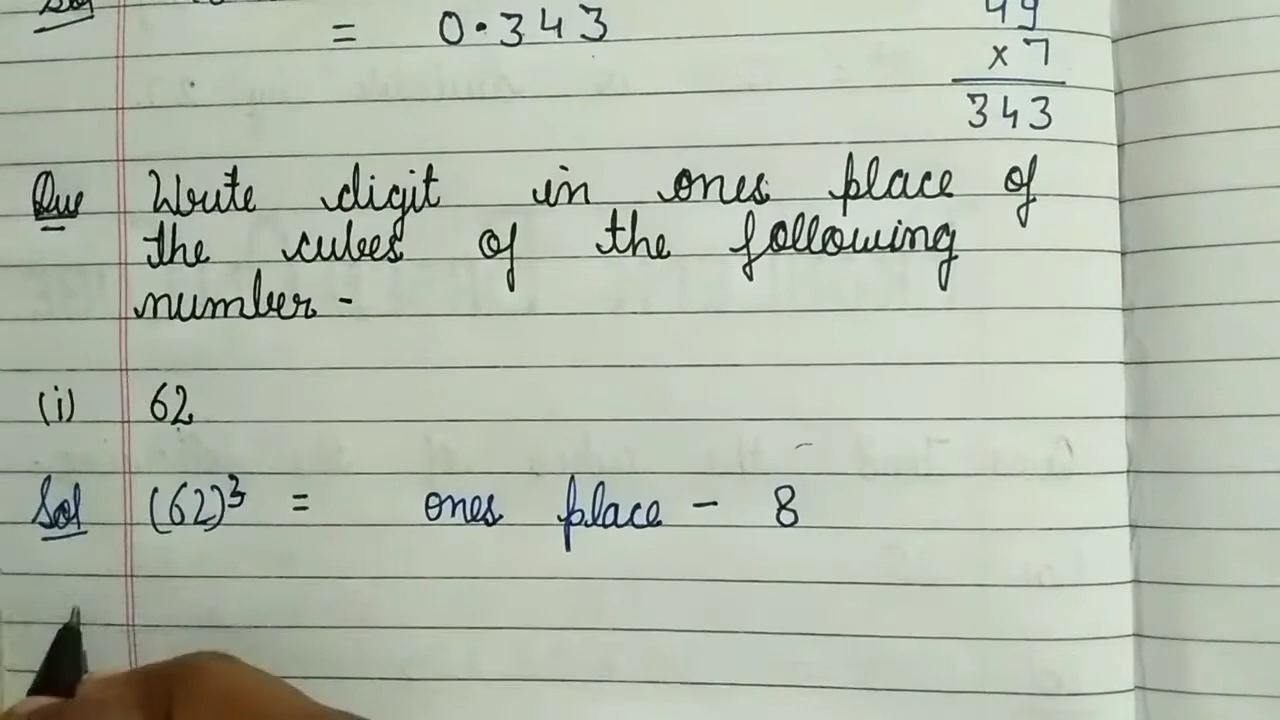 Sol
= 0.343
49
x 7
343
Que Write digit in ones place of
the cubes of the following
number -
(i) 62
Sol (62)³ = ones place - 8